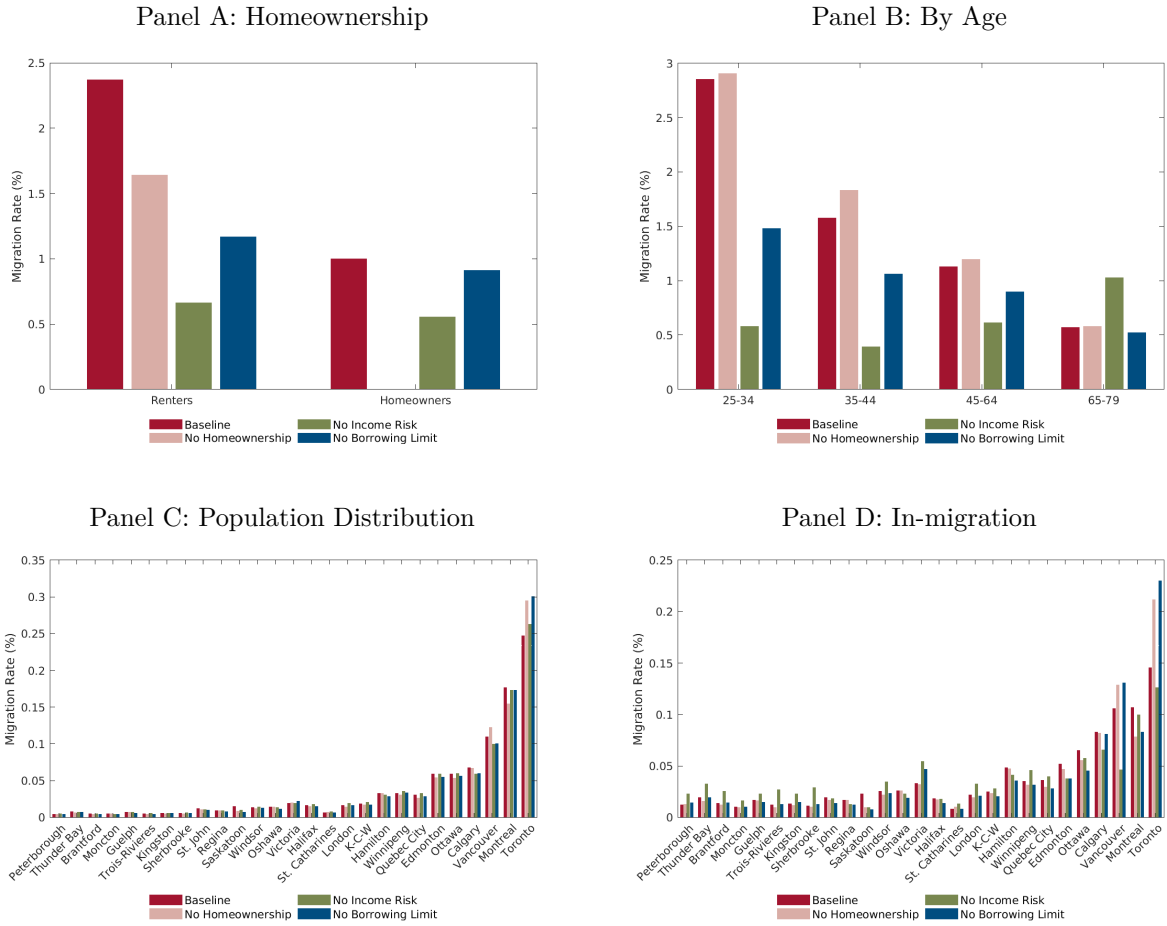 Panel A: Homeownership
2.5
2
1.5
1
0.5
0
Migration Rate (%)
Renters
Homeowners
Baseline
No Income Risk
No Homeownership
No Borrowing Limit
Panel B: By Age
3
2.5
2
1.5
1
0.5
0
Migration Rate (%)
25-34
35-44
45-64
65-79
Baseline
No Income Risk
No Homeownership
No Borrowing Limit
Panel C: Population Distribution
0.35
0.3
0.25
0.2
0.15
0.1
0.05
0
Migration Rate (%)
Peterborough
Thunder Bay
Brantford
Moncton
Guelph
Trois-Rivieres
Kingston
Sherbrooke
St. John
Regina
Saskatoon
Windsor
Oshawa
Victoria
Halifax
St. Catharines
London
K-C-W
Hamilton
Winnipeg
Quebec City
Edmonton
Ottawa
Calgary
Vancouver
Montreal
Toronto
Baseline
No Income Risk
No Homeownership
No Borrowing Limit
Panel D: In-migration
0.25
0.2
0.15
0.1
0.05
0
Migration Rate (%)
Peterborough
Thunder Bay
Brantford
Moncton
Guelph
Trois-Rivieres
Kingston
Sherbrooke
St. John
Regina
Saskatoon
Windsor
Oshawa
Victoria
Halifax
St. Catharines
London
K-C-W
Hamilton
Winnipeg
Quebec City
Edmonton
Ottawa
Calgary
Vancouver
Montreal
Toronto
Baseline
No Income Risk
No Homeownership
No Borrowing Limit